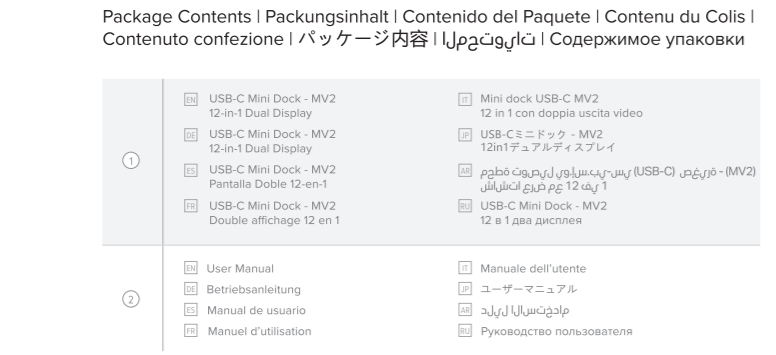 Package Contents | Packungsinhalt | Contenido del Paquete | Contenu du Colis |
Contenuto confezione | パッケージ内容 | تايوتحملا | Содержимое упаковки
1
EN USB-C Mini Dock - MV2
12-in-1 Dual Display
DE USB-C Mini Dock - MV2
12-in-1 Dual Display
ES USB-C Mini Dock - MV2
Pantalla Doble 12-en-1
FR USB-C Mini Dock - MV2
Double affichage 12 en 1
IT Mini dock USB-C MV2
12 in 1 con doppia uscita video
JP USB-Cミニドック - MV2
12in1デュアルディスプレイ
AR ةطحم ليصوت يو.سإ.يب-يس (USB-C) ةريغص - (MV2)
1 يف 12 عم ضرع اتشاش
RU USB-C Mini Dock - MV2
12 в 1 два дисплея
2
EN User Manual
DE Betriebsanleitung
ES Manual de usuario
FR Manuel d'utilisation
IT Manuale dell'utente
JP ユーザーマニュアル
AR مادختسالا ليلد
RU Руководство пользователя